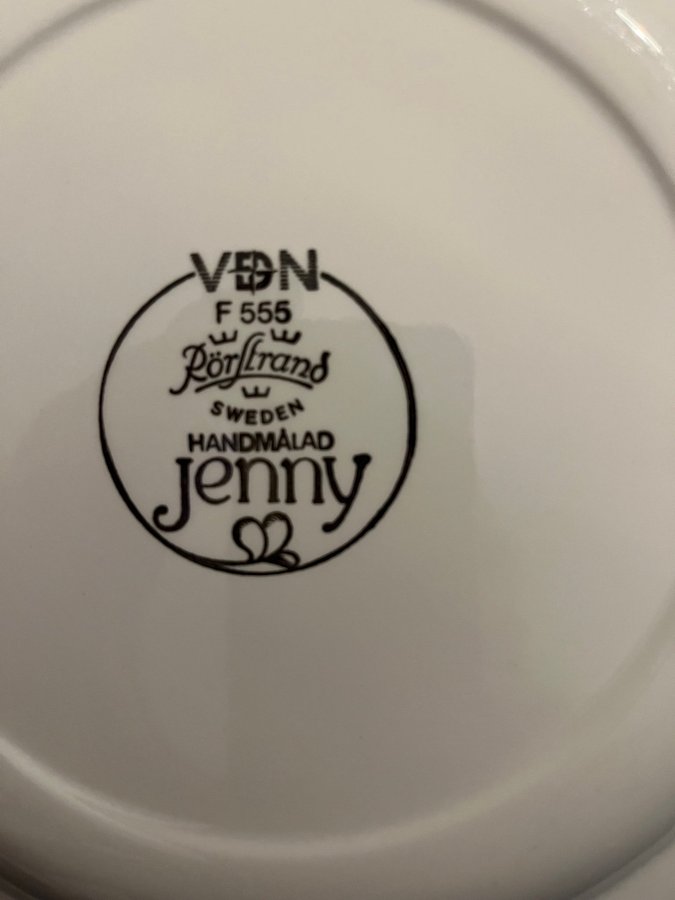 VDN
F 555
Rörstrand
SWEDEN
HANDMÅLAD
jenny